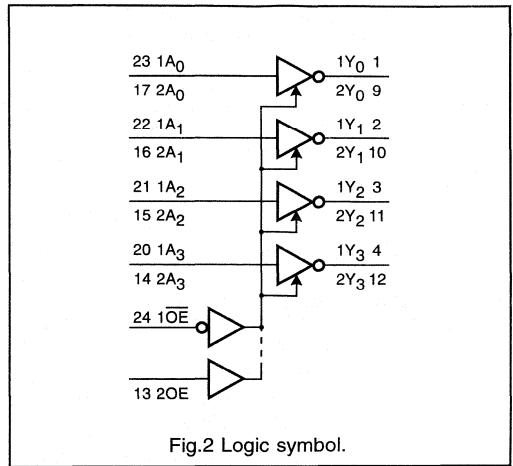 23 1A₀ 1Y₀ 1
17 2A₀ 2Y₀ 9
22 1A₁ 1Y₁ 2
16 2A₁ 2Y₁ 10
21 1A₂ 1Y₂ 3
15 2A₂ 2Y₂ 11
20 1A₃ 1Y₃ 4
14 2A₃ 2Y₃ 12
24 1O̅E̅
13 2OE
Fig.2 Logic symbol.